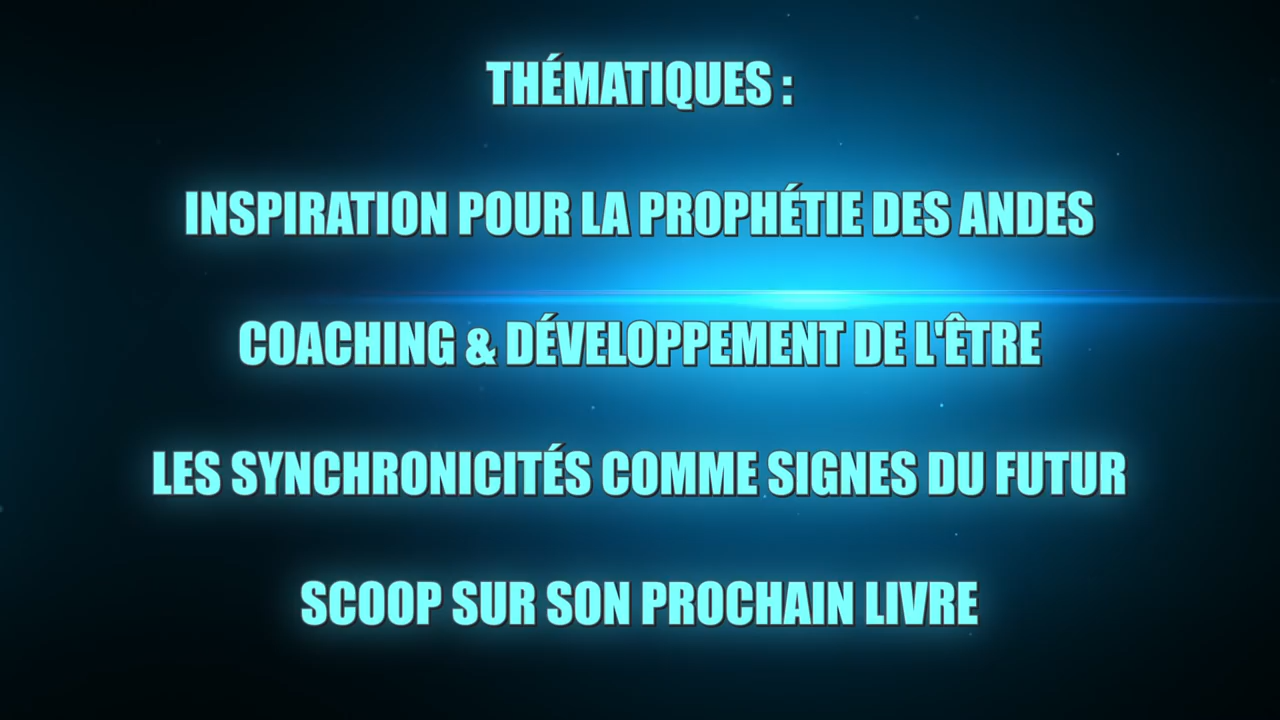 THÉMATIQUES :
INSPIRATION POUR LA PROPHÉTIE DES ANDES
COACHING & DÉVELOPPEMENT DE L'ÊTRE
LES SYNCHRONICITÉS COMME SIGNES DU FUTUR
SCOOP SUR SON PROCHAIN LIVRE